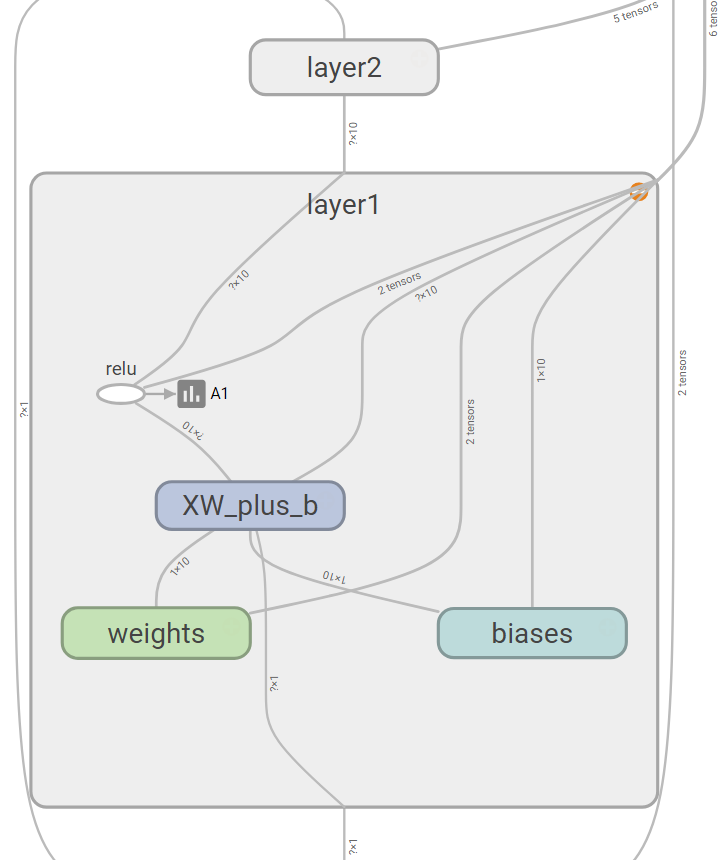 5 tensors
6 tenso
layer2
?×10
layer1
?×10
2 tensors
?×10
relu
A1
1×10
2 tensors
?×1
2 tensors
?×10
XW_plus_b
1×10
1×10
weights
biases
?×1
?×1